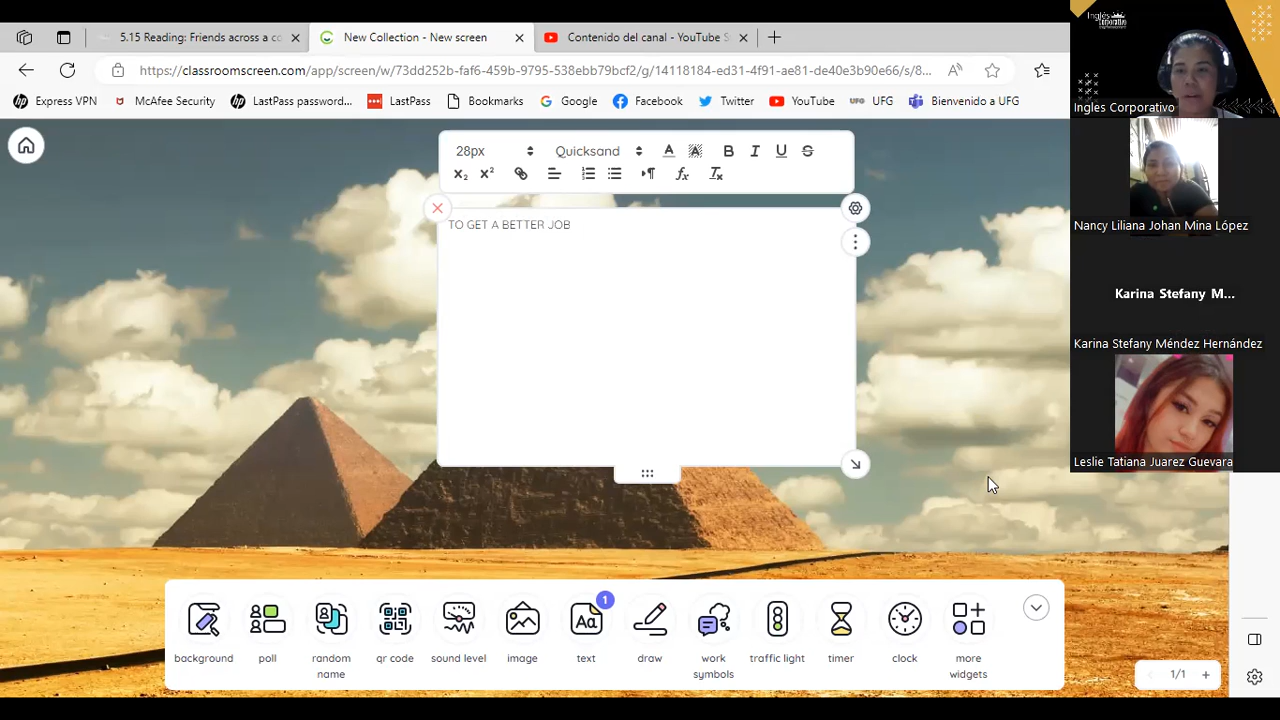 5.15 Reading: Friends across a co
New Collection - New screen
Contenido del canal - YouTube S
https://classroomscreen.com/app/screen/w/73dd252b-faf6-459b-9795-538ebb79bcf2/g/14118184-ed31-4f91-ae81-de40e3b90e66/s/8...
Express VPN
McAfee Security
LastPass password...
LastPass
Bookmarks
Google
Facebook
Twitter
YouTube
UFG
Bienvenido a UFG
28px
Quicksand
TO GET A BETTER JOB
background
poll
random name
qr code
sound level
image
1
text
draw
work symbols
traffic light
timer
clock
more widgets
1/1
Inglés Corporativo
Ingles Corporativo
Nancy Liliana Johan Mina López
Karina Stefany M...
Karina Stefany Méndez Hernández
Leslie Tatiana Juarez Guevara